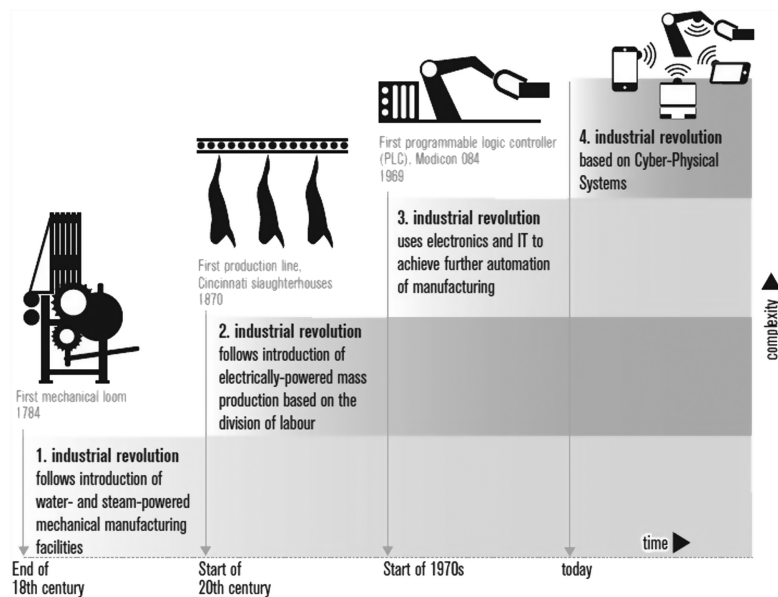 First mechanical loom
1784
First production line,
Cincinnati slaughterhouses
1870
First programmable logic controller
(PLC), Modicon 084
1969
1. industrial revolution
follows introduction of
water- and steam-powered
mechanical manufacturing
facilities
2. industrial revolution
follows introduction of
electrically-powered mass
production based on the
division of labour
3. industrial revolution
uses electronics and IT to
achieve further automation
of manufacturing
4. industrial revolution
based on Cyber-Physical
Systems
complexity
time
End of
18th century
Start of
20th century
Start of 1970s
today